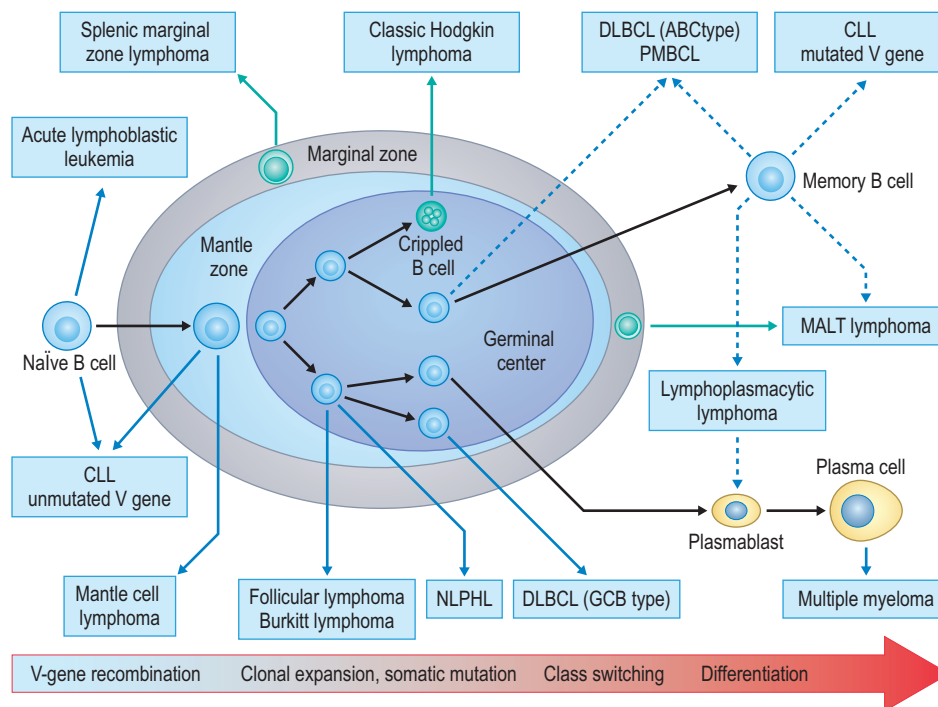 Splenic marginal
zone lymphoma
Classic Hodgkin
lymphoma
DLBCL (ABCtype)
PMBCL
CLL
mutated V gene
Acute lymphoblastic
leukemia
Marginal zone
Memory B cell
Mantle
zone
Crippled
B cell
NaÏve B cell
Germinal
center
MALT lymphoma
Lymphoplasmacytic
lymphoma
CLL
unmutated V gene
Plasma cell
Plasmablast
Mantle cell
lymphoma
Follicular lymphoma
Burkitt lymphoma
NLPHL
DLBCL (GCB type)
Multiple myeloma
V-gene recombination
Clonal expansion, somatic mutation
Class switching
Differentiation